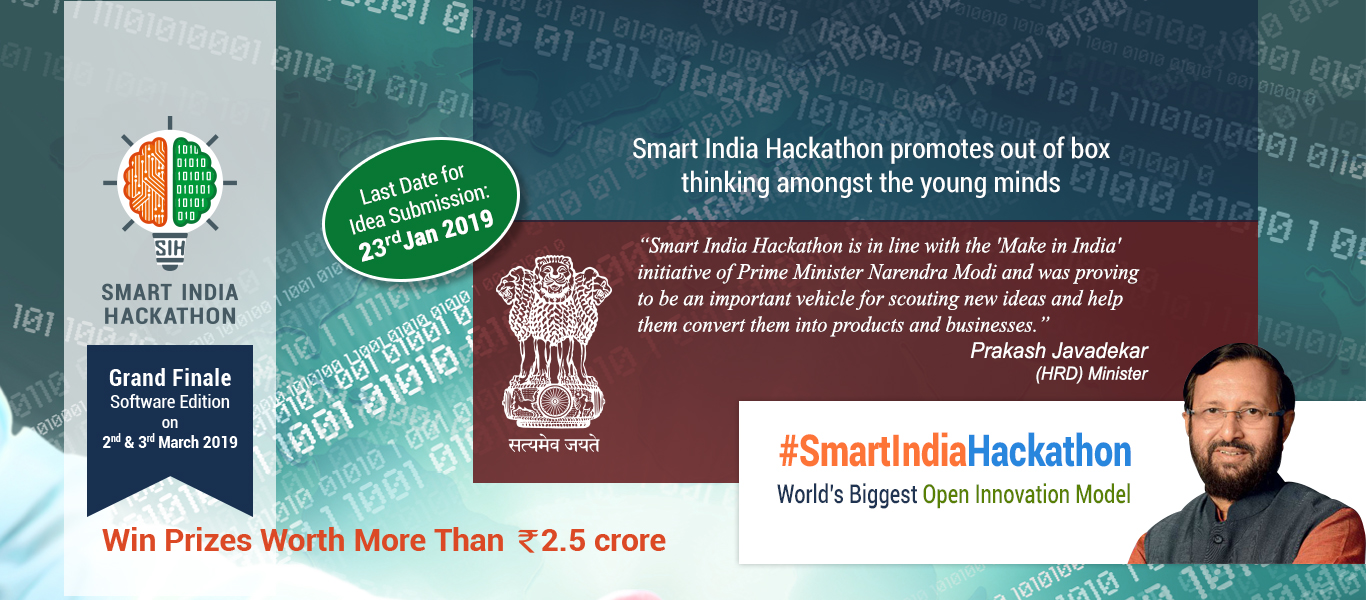 SIH
SMART INDIA
HACKATHON
Grand Finale
Software Edition
on
2nd & 3rd March 2019
Last Date for
Idea Submission:
23rd Jan 2019
Smart India Hackathon promotes out of box
thinking amongst the young minds
“Smart India Hackathon is in line with the 'Make in India'
initiative of Prime Minister Narendra Modi and was proving
to be an important vehicle for scouting new ideas and help
them convert them into products and businesses.”
Prakash Javadekar
(HRD) Minister
सत्यमेव जयते
#SmartIndiaHackathon
World's Biggest Open Innovation Model
Win Prizes Worth More Than ₹2.5 crore